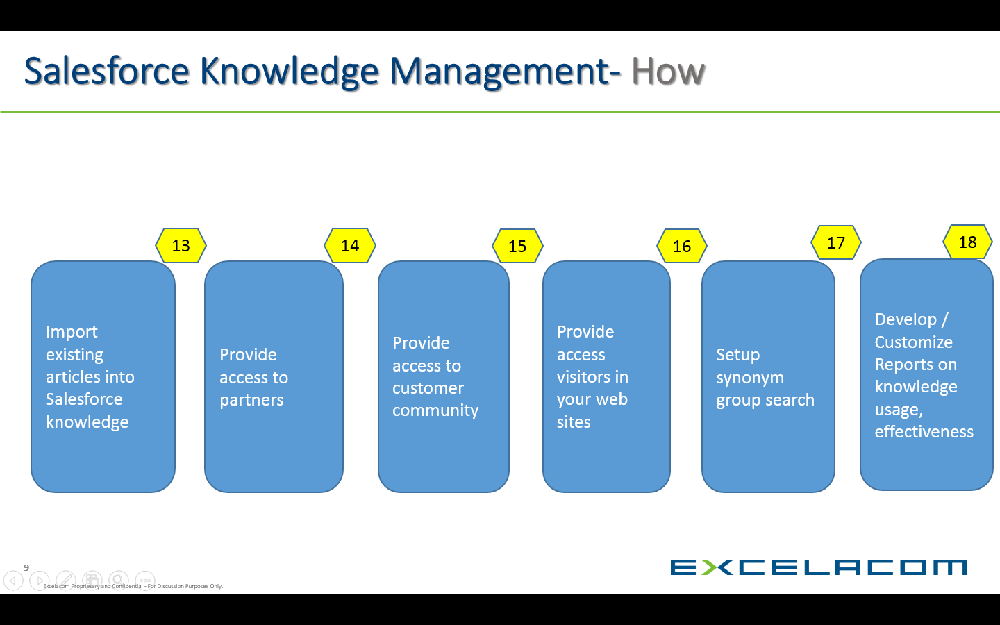 Salesforce Knowledge Management- How
13
Import
existing
articles into
Salesforce
knowledge
14
Provide
access to
partners
15
Provide
access to
customer
community
16
Provide
access
visitors in
your web
sites
17
Setup
synonym
group search
18
Develop /
Customize
Reports on
knowledge
usage,
effectiveness
9
Excelacom Proprietary and Confidential - For Discussion Purposes Only.
EXCELACOM